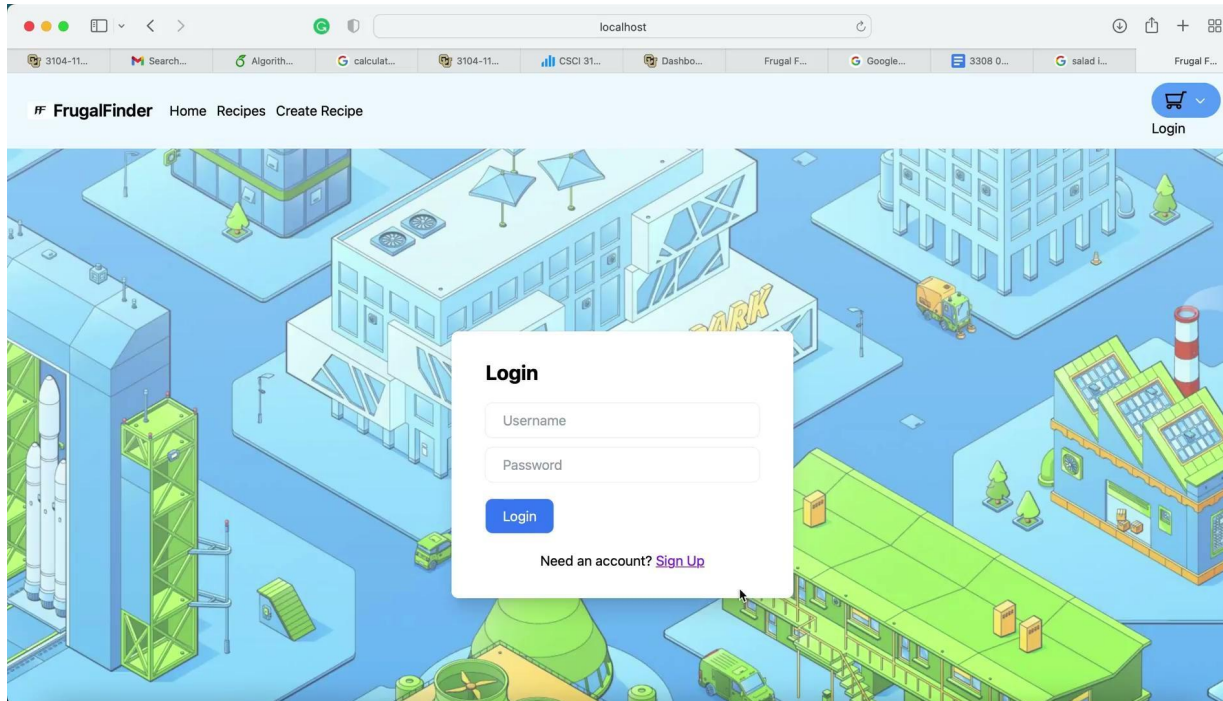 localhost
3104-11... Search... Algorith... calculat... 3104-11... CSCI 31... Dashbo... Frugal F... Google... 3308 0... salad i... Frugal F...
FF FrugalFinder Home Recipes Create Recipe
Login
ARK
Login
Username
Password
Login
Need an account? Sign Up